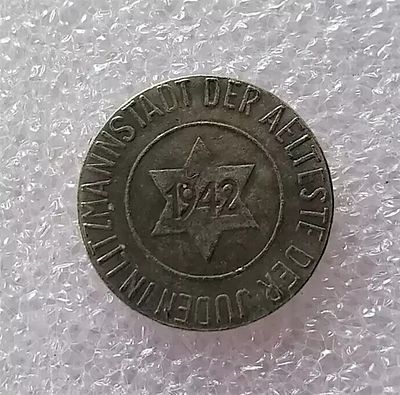 DER AELTESTE DER JUDEN IN LITZMANNSTADT
1942